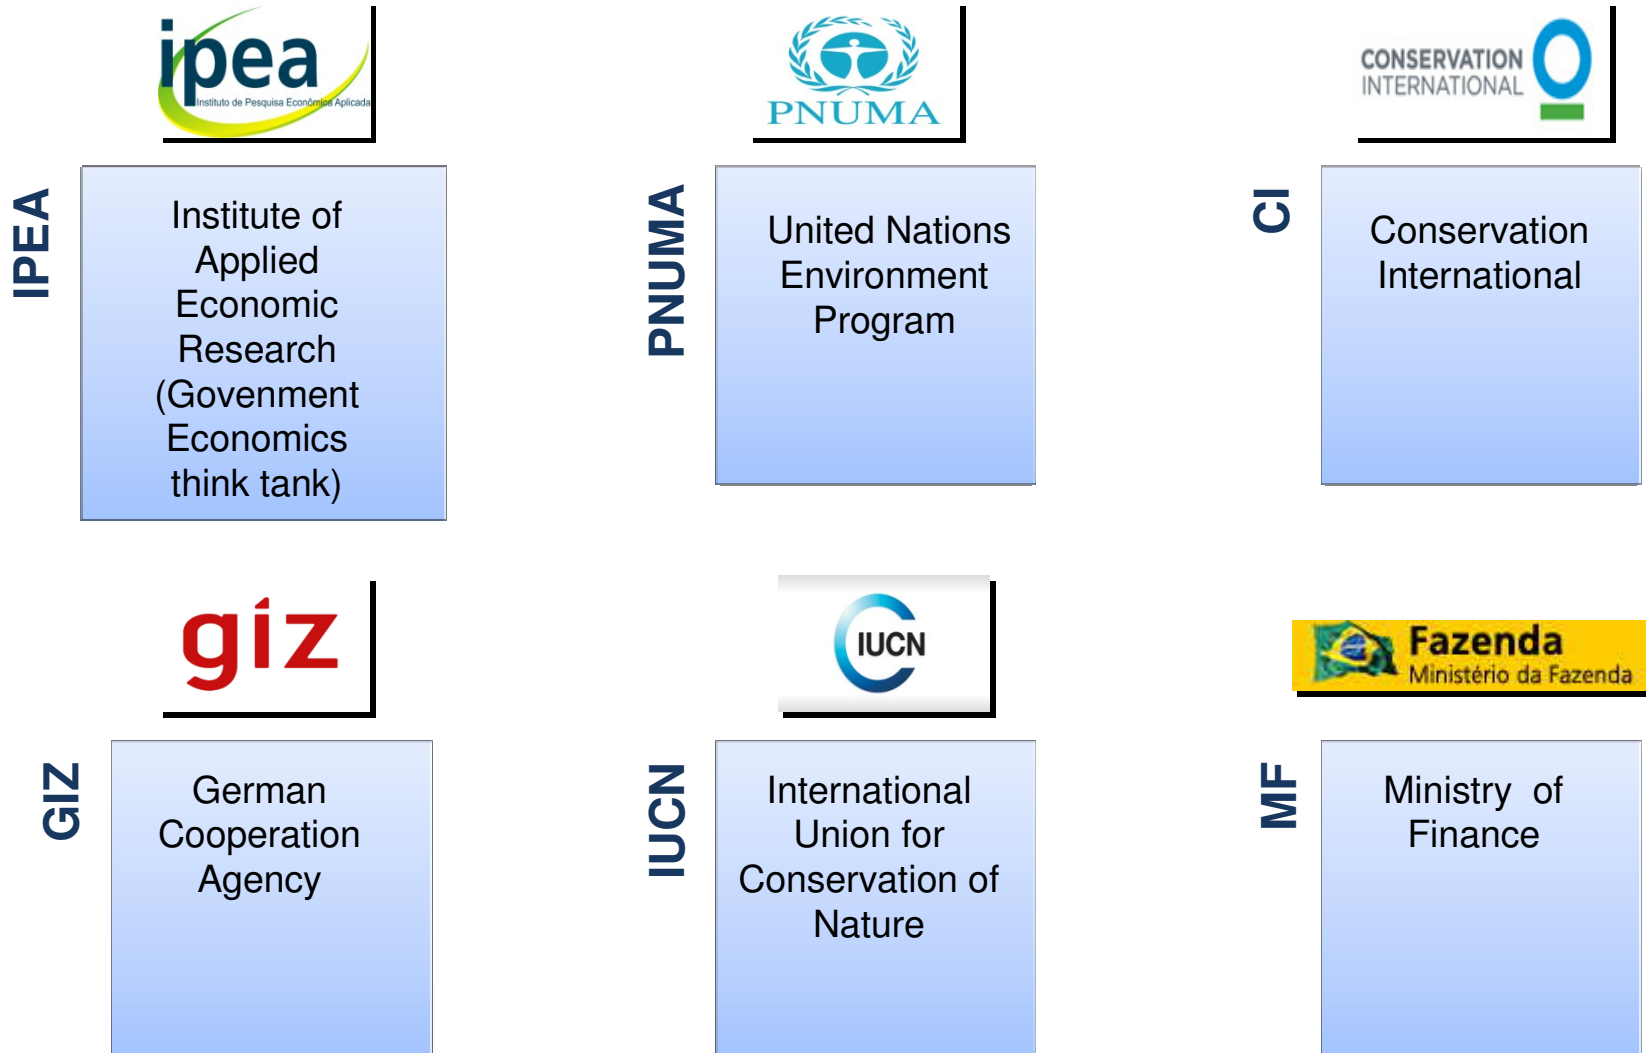 ipea
Instituto de Pesquisa Econômica Aplicada
PNUMA
CONSERVATION
INTERNATIONAL
IPEA
Institute of
Applied
Economic
Research
(Govenment
Economics
think tank)
PNUMA
United Nations
Environment
Program
CI
Conservation
International
giz
IUCN
Fazenda
Ministério da Fazenda
GIZ
German
Cooperation
Agency
IUCN
International
Union for
Conservation of
Nature
MF
Ministry of
Finance